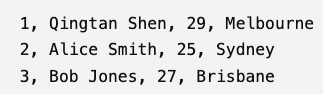 1, Qingtan Shen, 29, Melbourne
2, Alice Smith, 25, Sydney
3, Bob Jones, 27, Brisbane